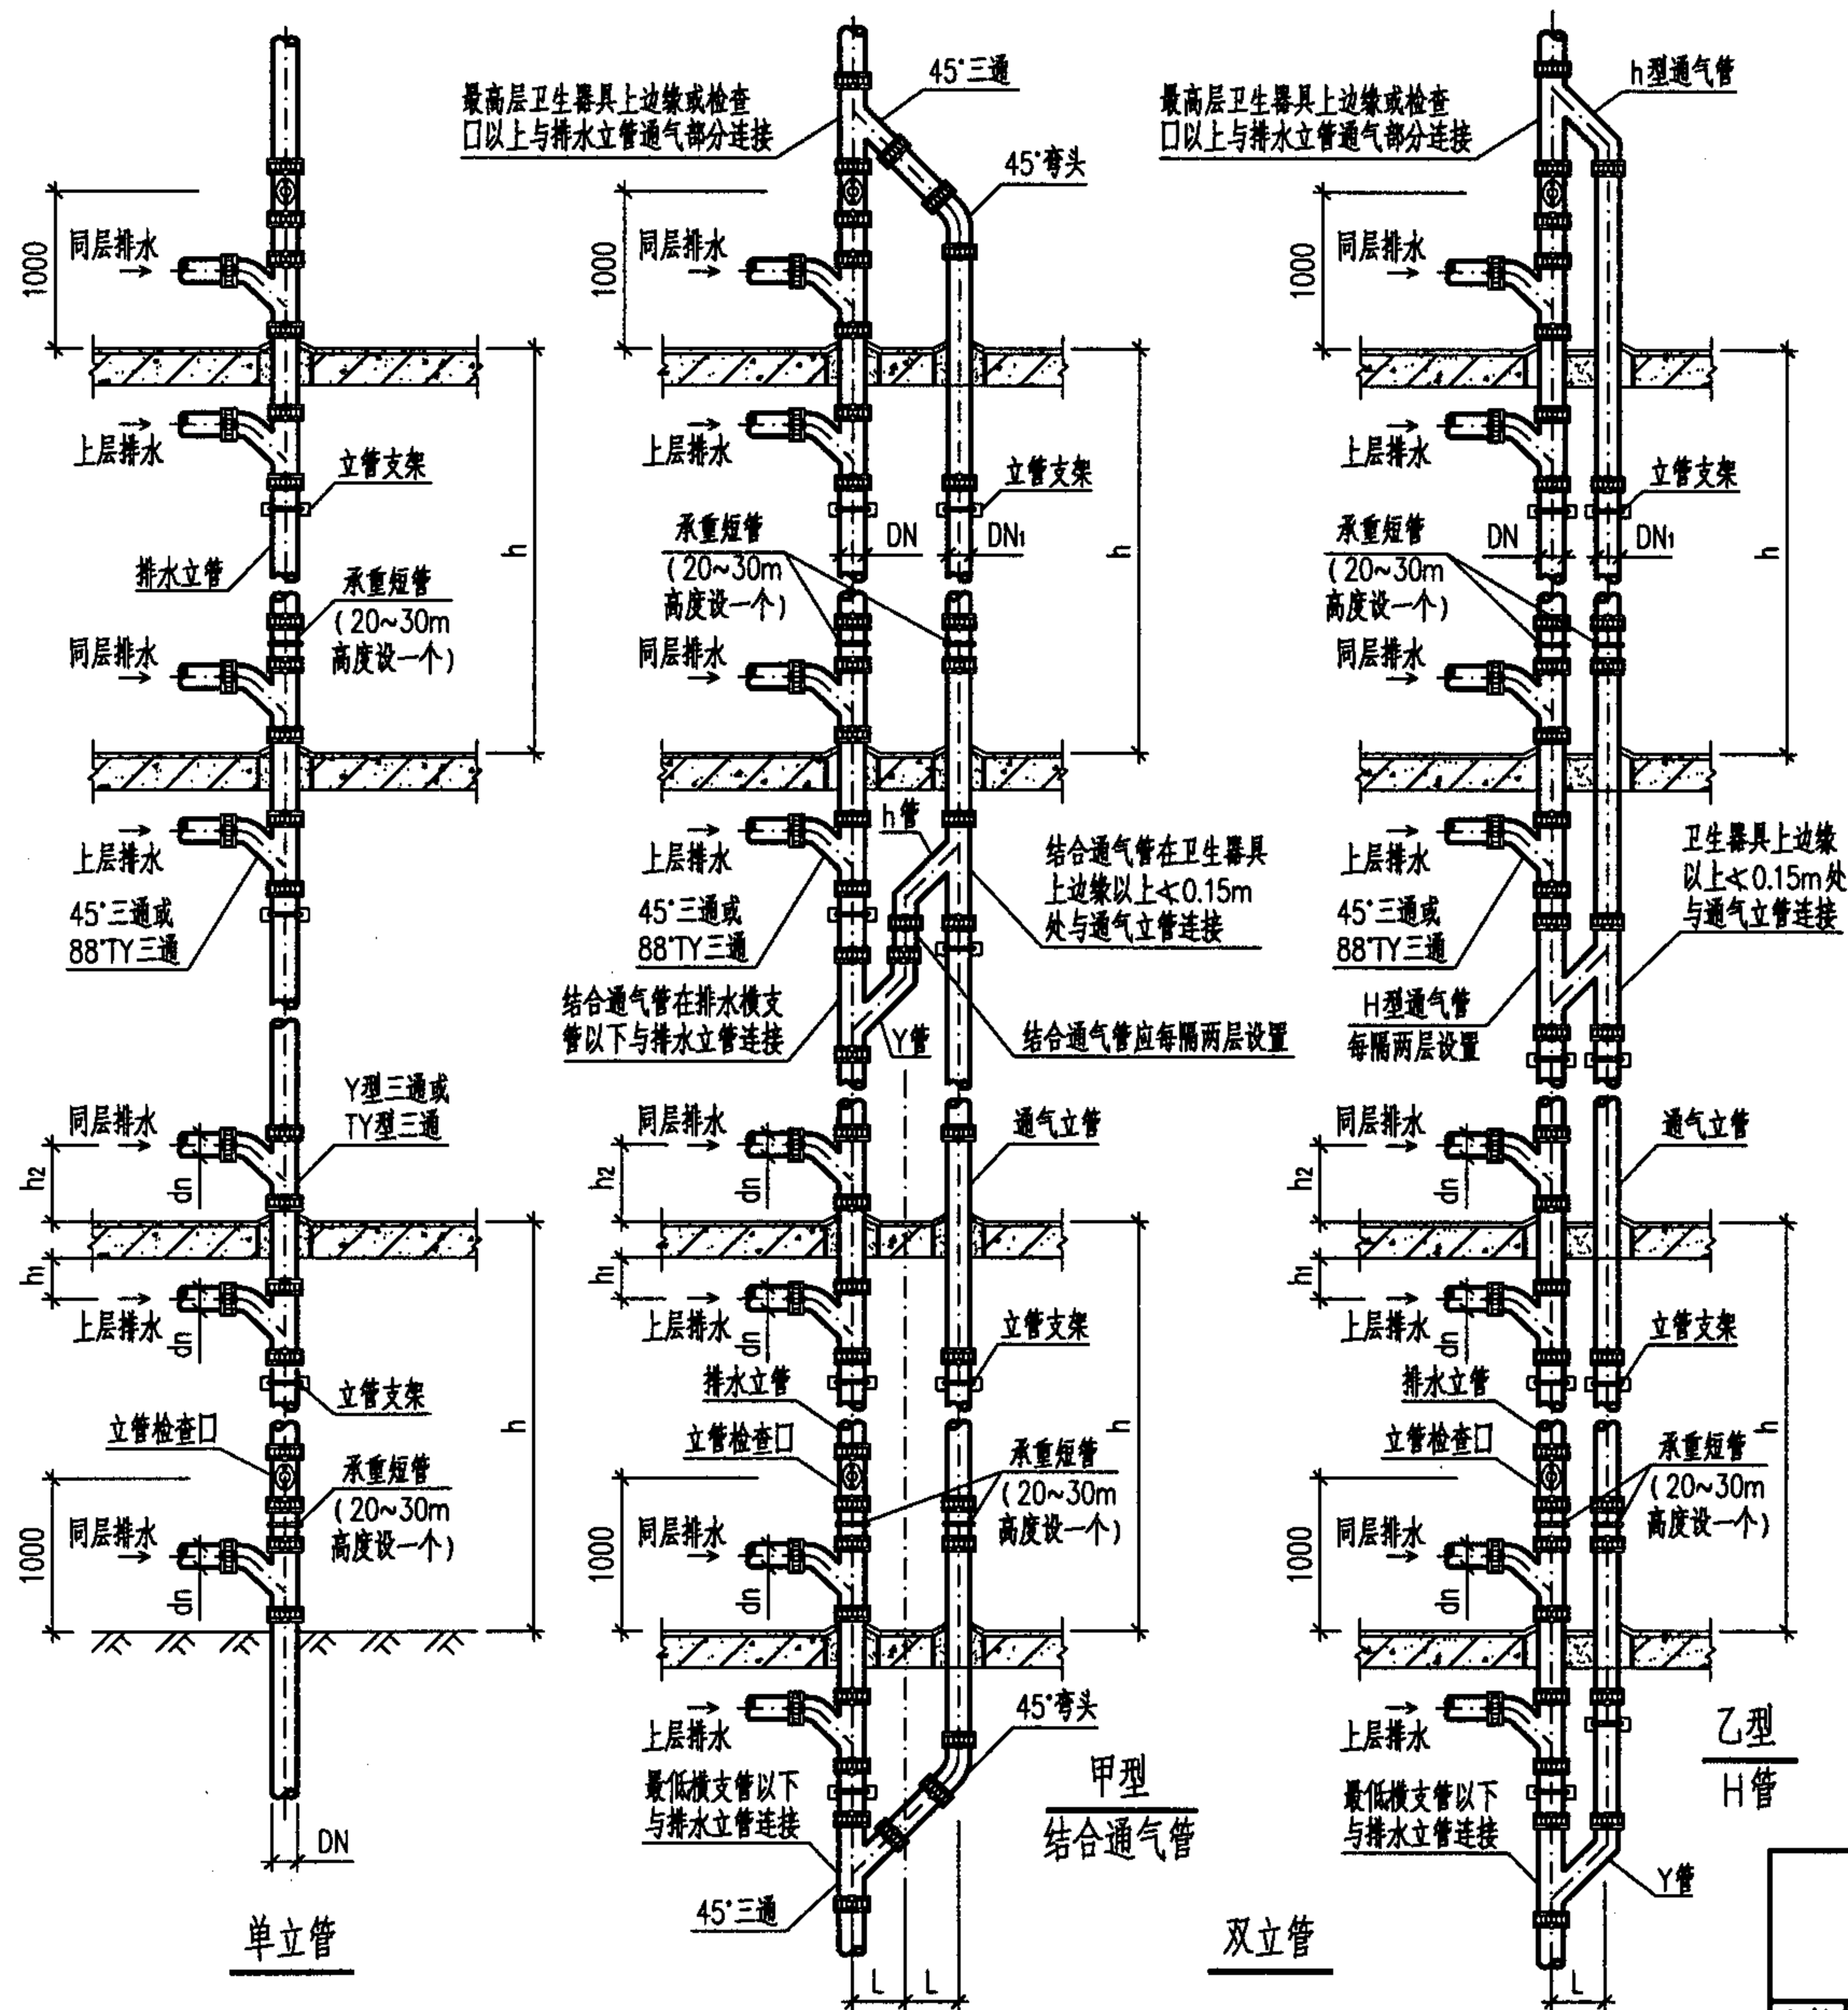 1000
同层排水
上层排水
立管支架
排水立管
承重短管
(20~30m
高度设一个)
h
同层排水
上层排水
45°三通或
88°TY三通
Y型三通或
TY型三通
同层排水
h2
dn
h1
上层排水
dn
立管支架
立管检查口
承重短管
(20~30m
高度设一个)
h
1000
同层排水
dn
DN
单立管
最高层卫生器具上边缘或检查
口以上与排水立管通气部分连接
45°三通
45°弯头
1000
同层排水
上层排水
立管支架
承重短管
(20~30m
高度设一个)
DN
DN1
h
同层排水
上层排水
45°三通或
88°TY三通
h管
结合通气管在卫生器具
上边缘以上≮0.15m
处与通气立管连接
结合通气管在排水横支
管以下与排水立管连接
Y管
结合通气管应每隔两层设置
同层排水
通气立管
h2
dn
h1
上层排水
dn
立管支架
排水立管
立管检查口
承重短管
(20~30m
高度设一个)
h
1000
同层排水
dn
上层排水
45°弯头
最低横支管以下
与排水立管连接
45°三通
L
L
甲型
结合通气管
双立管
最高层卫生器具上边缘或检查
口以上与排水立管通气部分连接
h型通气管
1000
同层排水
上层排水
立管支架
承重短管
(20~30m
高度设一个)
DN
DN1
h
同层排水
上层排水
45°三通或
88°TY三通
卫生器具上边缘
以上≮0.15m处
与通气立管连接
H型通气管
每隔两层设置
同层排水
通气立管
h2
dn
h1
上层排水
dn
立管支架
排水立管
立管检查口
承重短管
(20~30m
高度设一个)
h
1000
同层排水
dn
上层排水
最低横支管以下
与排水立管连接
Y管
L
乙型
H管